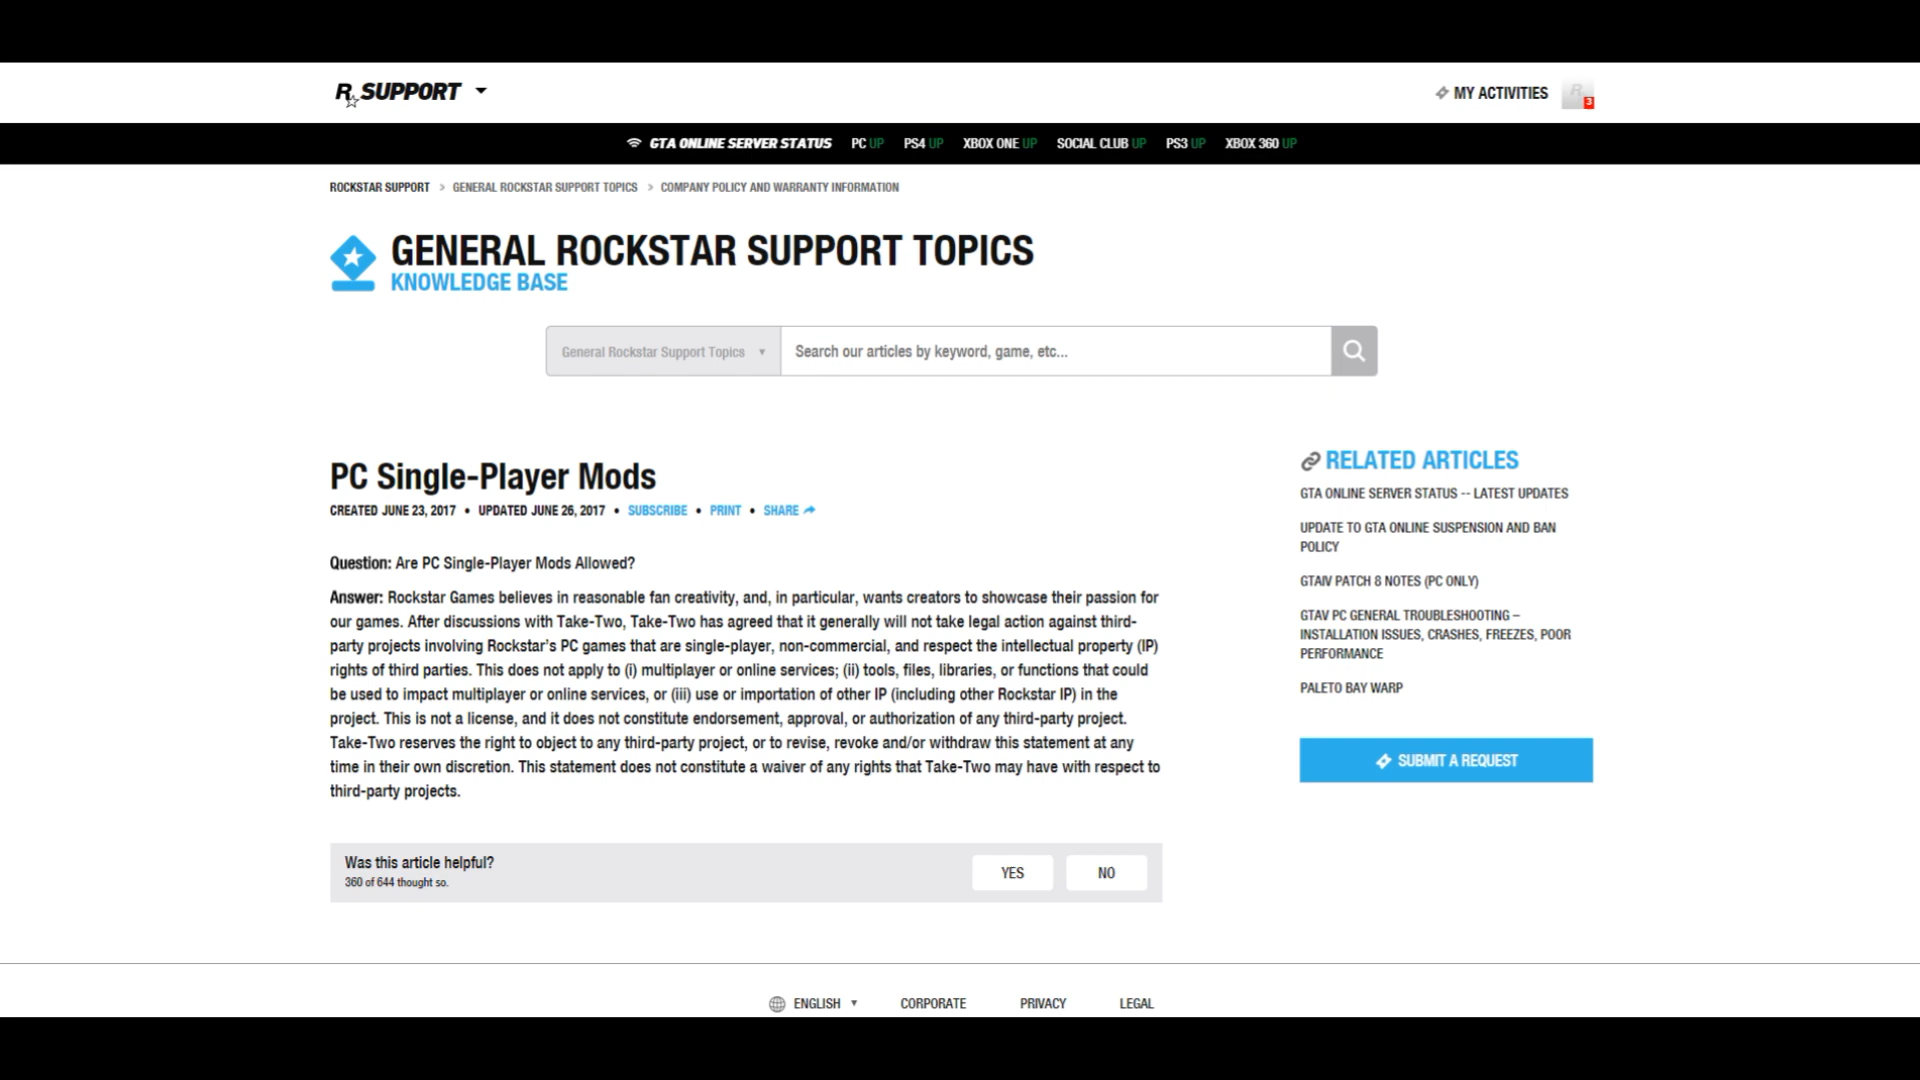 R SUPPORT
MY ACTIVITIES
3
GTA ONLINE SERVER STATUS PC UP PS4 UP XBOX ONE UP SOCIAL CLUB UP PS3 UP XBOX 360 UP
ROCKSTAR SUPPORT > GENERAL ROCKSTAR SUPPORT TOPICS > COMPANY POLICY AND WARRANTY INFORMATION
GENERAL ROCKSTAR SUPPORT TOPICS
KNOWLEDGE BASE
General Rockstar Support Topics
Search our articles by keyword, game, etc...
PC Single-Player Mods
CREATED JUNE 23, 2017 • UPDATED JUNE 26, 2017 • SUBSCRIBE • PRINT • SHARE
Question: Are PC Single-Player Mods Allowed?
Answer: Rockstar Games believes in reasonable fan creativity, and, in particular, wants creators to showcase their passion for
our games. After discussions with Take-Two, Take-Two has agreed that it generally will not take legal action against third-
party projects involving Rockstar’s PC games that are single-player, non-commercial, and respect the intellectual property (IP)
rights of third parties. This does not apply to (i) multiplayer or online services; (ii) tools, files, libraries, or functions that could
be used to impact multiplayer or online services, or (iii) use or importation of other IP (including other Rockstar IP) in the
project. This is not a license, and it does not constitute endorsement, approval, or authorization of any third-party project.
Take-Two reserves the right to object to any third-party project, or to revise, revoke and/or withdraw this statement at any
time in their own discretion. This statement does not constitute a waiver of any rights that Take-Two may have with respect to
third-party projects.
Was this article helpful?
360 of 644 thought so.
YES
NO
RELATED ARTICLES
GTA ONLINE SERVER STATUS -- LATEST UPDATES
UPDATE TO GTA ONLINE SUSPENSION AND BAN
POLICY
GTAIV PATCH 8 NOTES (PC ONLY)
GTAV PC GENERAL TROUBLESHOOTING –
INSTALLATION ISSUES, CRASHES, FREEZES, POOR
PERFORMANCE
PALETO BAY WARP
SUBMIT A REQUEST
ENGLISH CORPORATE PRIVACY LEGAL